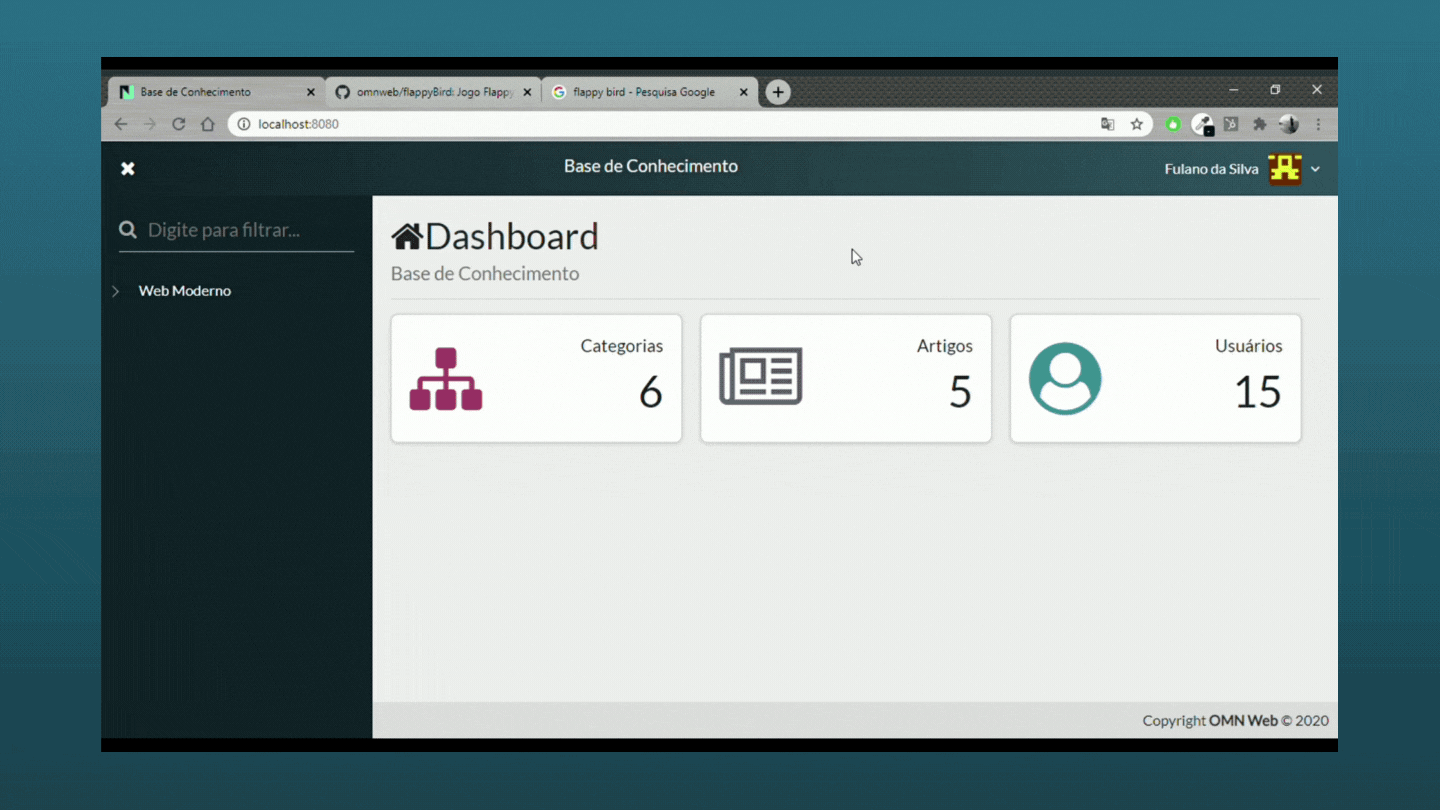 Base de Conhecimento
omnweb/flappyBird: Jogo Flappy
flappy bird - Pesquisa Google
localhost:8080
Base de Conhecimento
Fulano da Silva
Digite para filtrar...
Web Moderno
Dashboard
Base de Conhecimento
Categorias
6
Artigos
5
Usuários
15
Copyright OMN Web © 2020